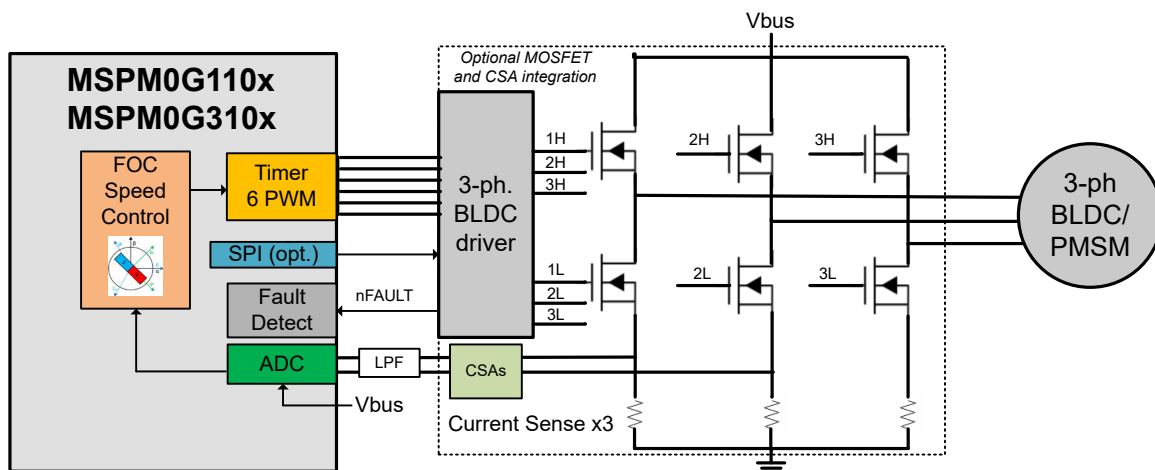 Vbus
Optional MOSFET
and CSA integration
MSPM0G110x
MSPM0G310x
FOC
Speed
Control
Timer
6 PWM
SPI (opt.)
Fault
Detect
nFAULT
ADC
LPF
CSAs
Vbus
3-ph.
BLDC
driver
1H
2H
3H
1L
2L
3L
2H
3H
2L
3L
Current Sense x3
3-ph
BLDC/
PMSM